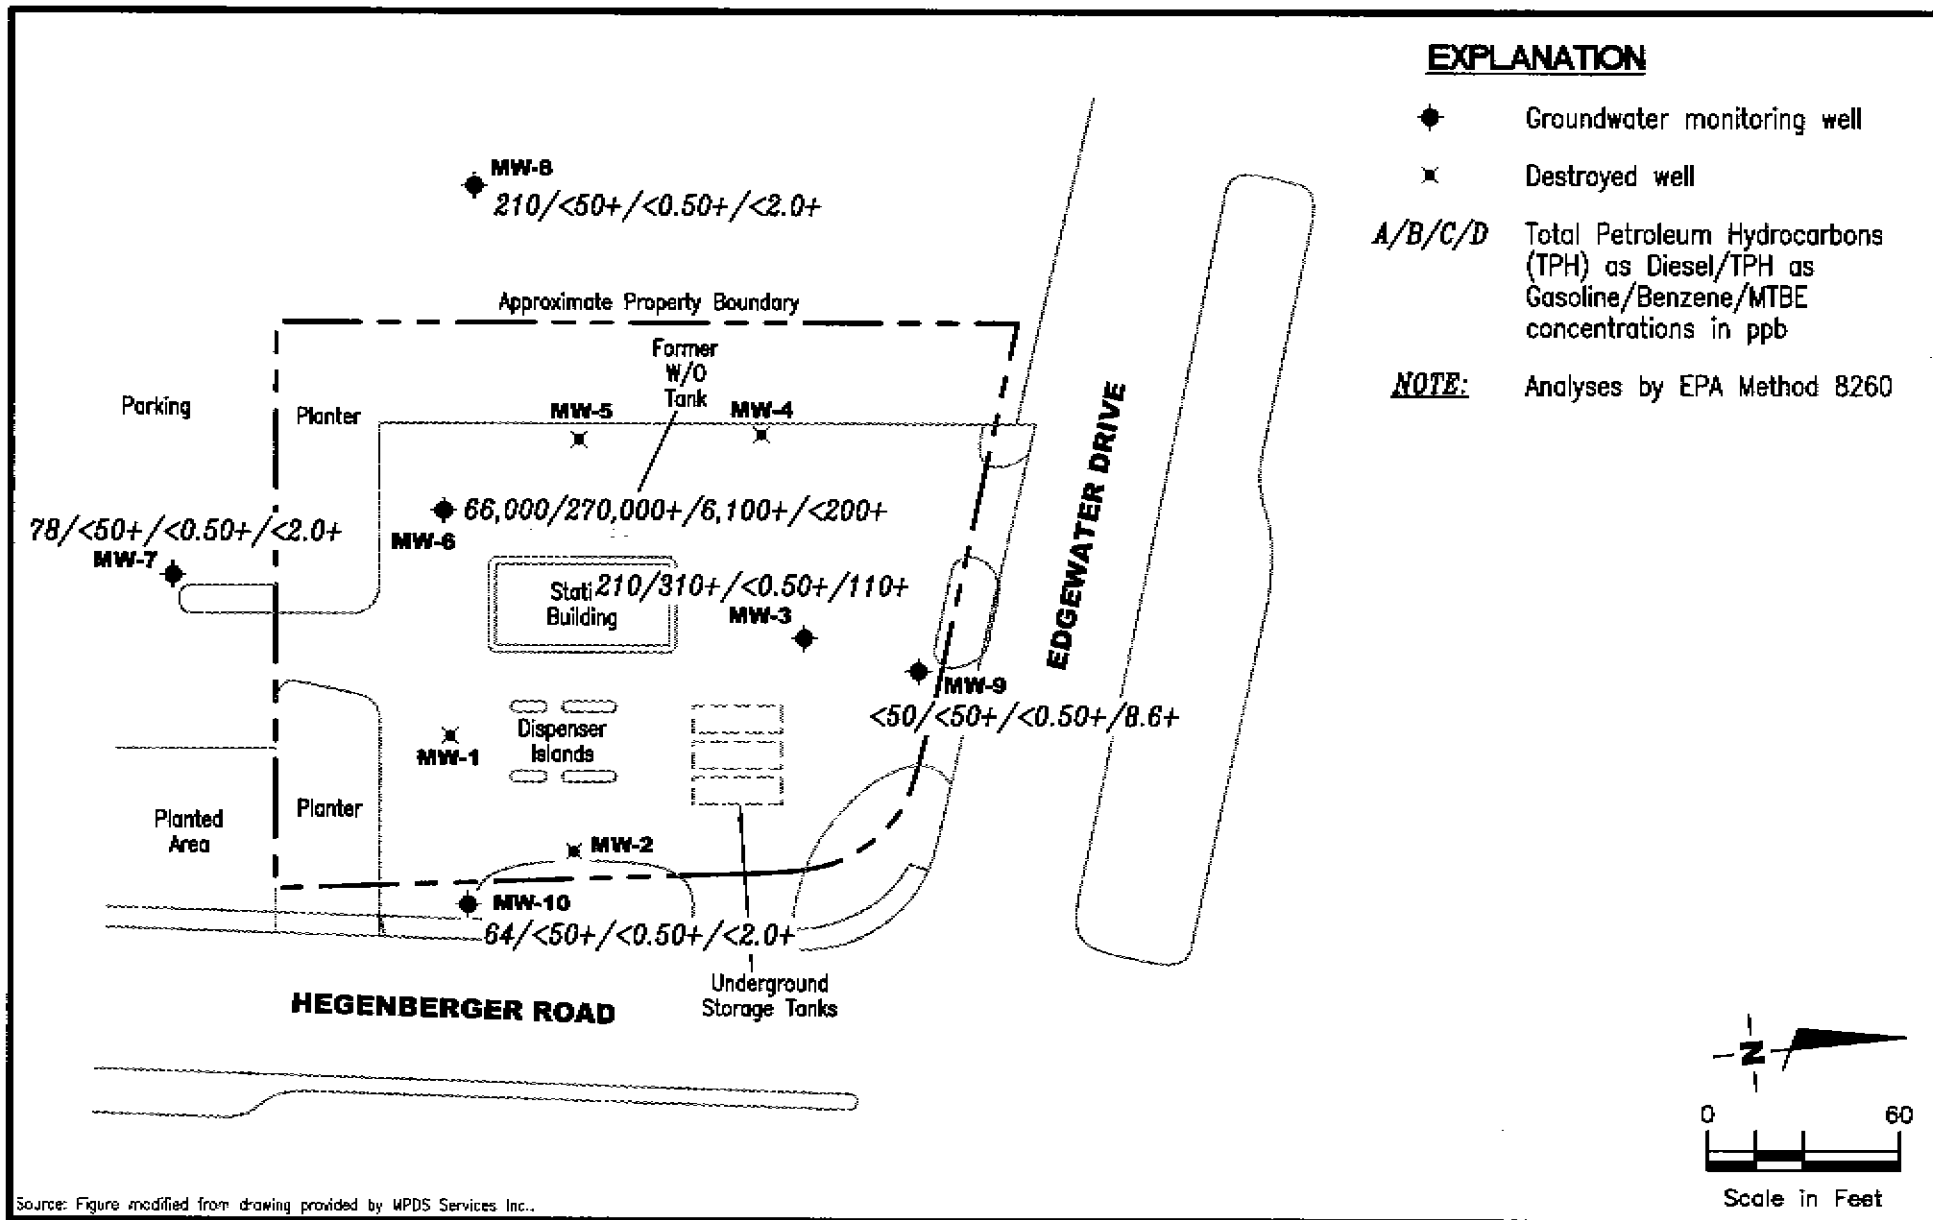 EXPLANATION
Groundwater monitoring well
Destroyed well
A/B/C/D
Total Petroleum Hydrocarbons
(TPH) as Diesel/TPH as
Gasoline/Benzene/MTBE
concentrations in ppb
NOTE:
Analyses by EPA Method 8260
MW-8
210/<50+/<0.50+/<2.0+
Approximate Property Boundary
Former
W/O
Tank
Parking
Planter
MW-5
MW-4
EDGEWATER DRIVE
66,000/270,000+/6,100+/<200+
MW-6
78/<50+/<0.50+/<2.0+
MW-7
210/310+/<0.50+/110+
Stati
Building
MW-3
MW-9
<50/<50+/<0.50+/8.6+
Dispenser
Islands
MW-1
Planter
Planted
Area
MW-2
MW-10
64/<50+/<0.50+/<2.0+
Underground
Storage Tanks
HEGENBERGER ROAD
N
0 60
Scale in Feet
Source: Figure modified from drawing provided by MPDS Services Inc..